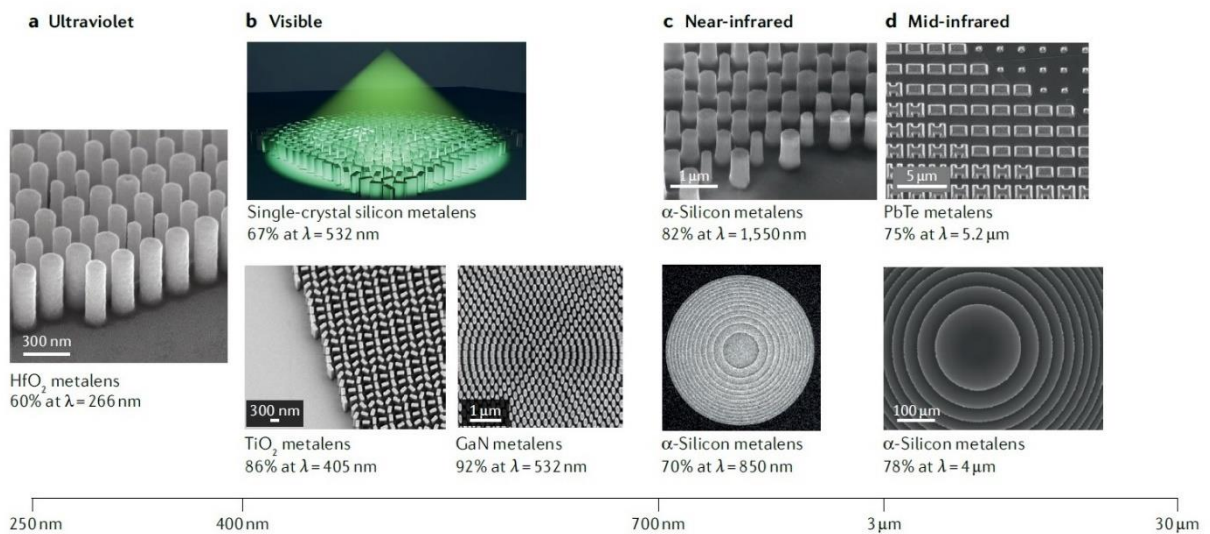 a Ultraviolet
300 nm
HfO₂ metalens
60% at λ = 266 nm
b Visible
Single-crystal silicon metalens
67% at λ = 532 nm
300 nm
TiO₂ metalens
86% at λ = 405 nm
1 μm
GaN metalens
92% at λ = 532 nm
c Near-infrared
1 μm
α-Silicon metalens
82% at λ = 1,550 nm
α-Silicon metalens
70% at λ = 850 nm
d Mid-infrared
5 μm
PbTe metalens
75% at λ = 5.2 μm
100 μm
α-Silicon metalens
78% at λ = 4 μm
250 nm 400 nm 700 nm 3 μm 30 μm